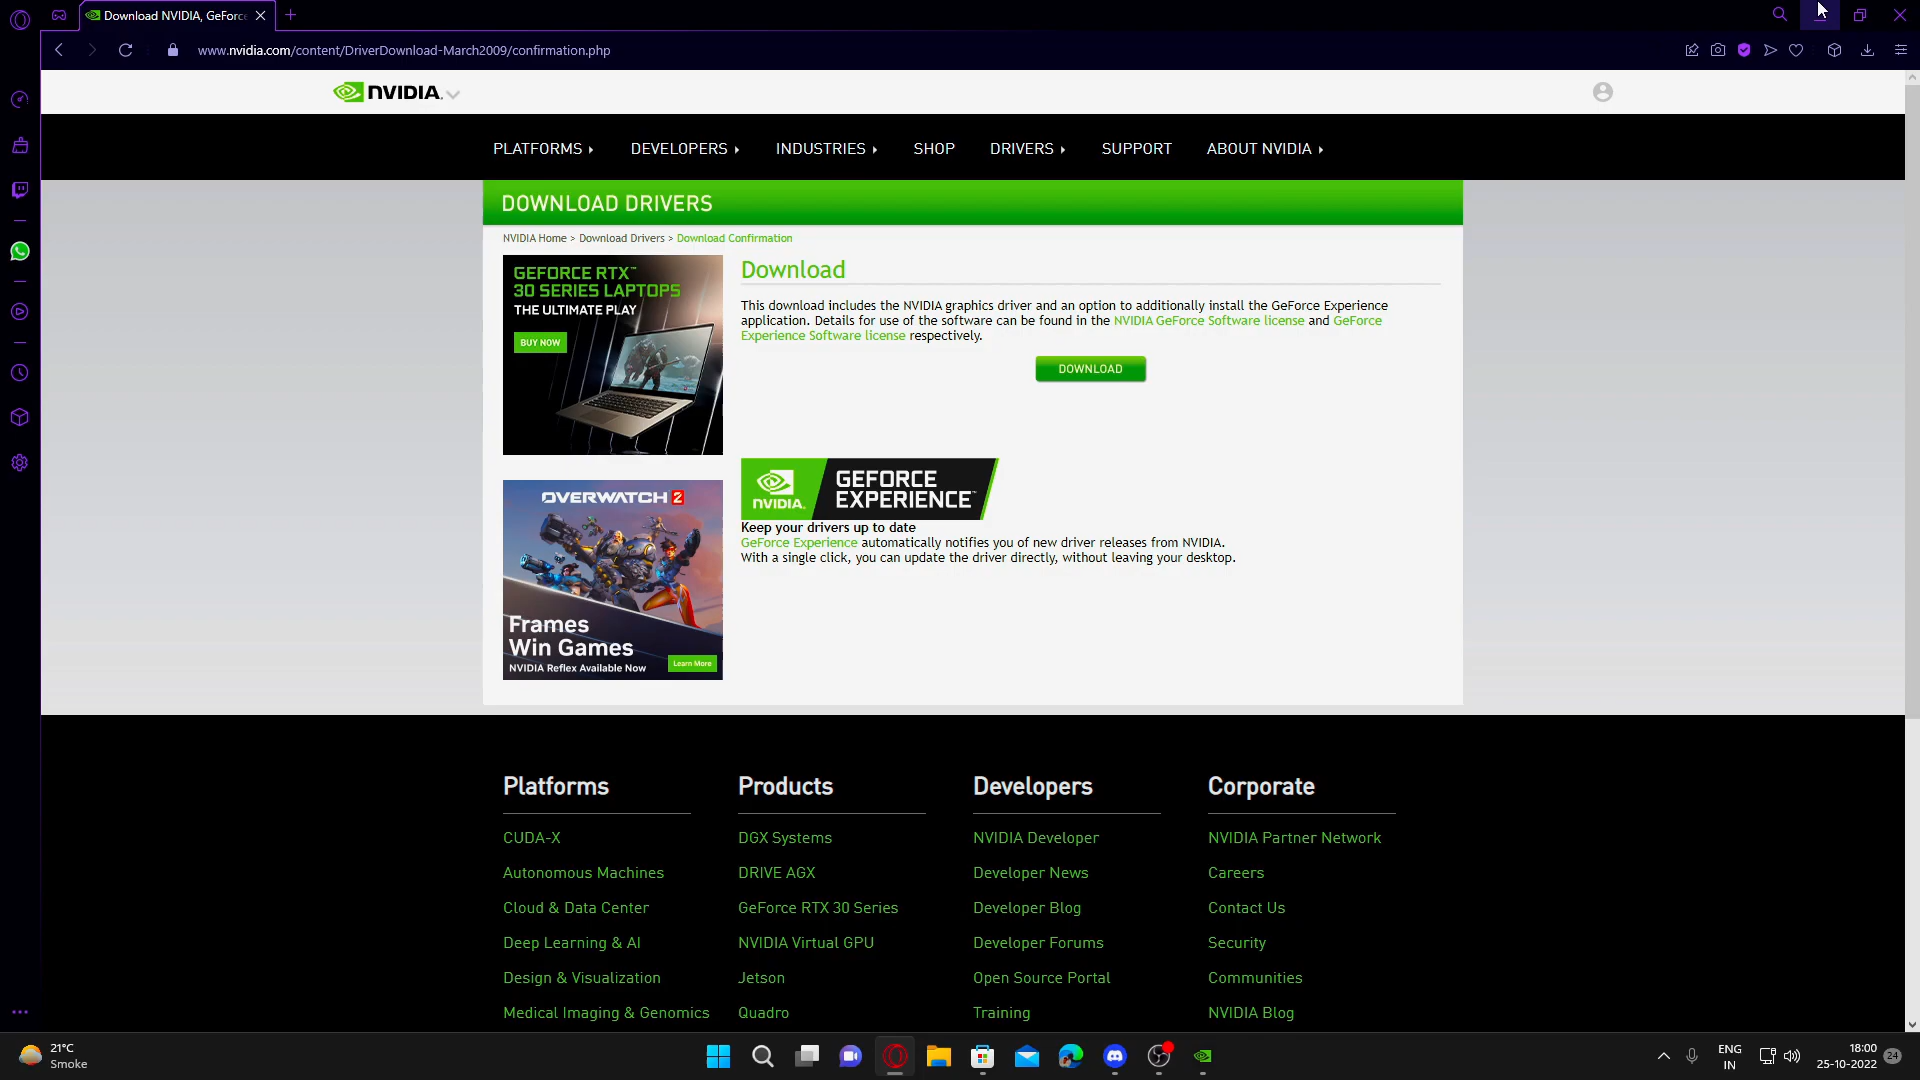 Download NVIDIA, GeForce
www.nvidia.com/content/DriverDownload-March2009/confirmation.php
NVIDIA.
PLATFORMS
DEVELOPERS
INDUSTRIES
SHOP
DRIVERS
SUPPORT
ABOUT NVIDIA
DOWNLOAD DRIVERS
NVIDIA Home > Download Drivers > Download Confirmation
GEFORCE RTX™
30 SERIES LAPTOPS
THE ULTIMATE PLAY
BUY NOW
Download
This download includes the NVIDIA graphics driver and an option to additionally install the GeForce Experience
application. Details for use of the software can be found in the NVIDIA GeForce Software license and GeForce
Experience Software license respectively.
DOWNLOAD
NVIDIA.
GEFORCE
EXPERIENCE™
Keep your drivers up to date
GeForce Experience automatically notifies you of new driver releases from NVIDIA.
With a single click, you can update the driver directly, without leaving your desktop.
OVERWATCH 2
Frames
Win Games
NVIDIA Reflex Available Now
Learn More
Platforms
CUDA-X
Autonomous Machines
Cloud & Data Center
Deep Learning & AI
Design & Visualization
Medical Imaging & Genomics
Products
DGX Systems
DRIVE AGX
GeForce RTX 30 Series
NVIDIA Virtual GPU
Jetson
Quadro
Developers
NVIDIA Developer
Developer News
Developer Blog
Developer Forums
Open Source Portal
Training
Corporate
NVIDIA Partner Network
Careers
Contact Us
Security
Communities
NVIDIA Blog
21°C
Smoke
ENG
IN
18:00
25-10-2022
24